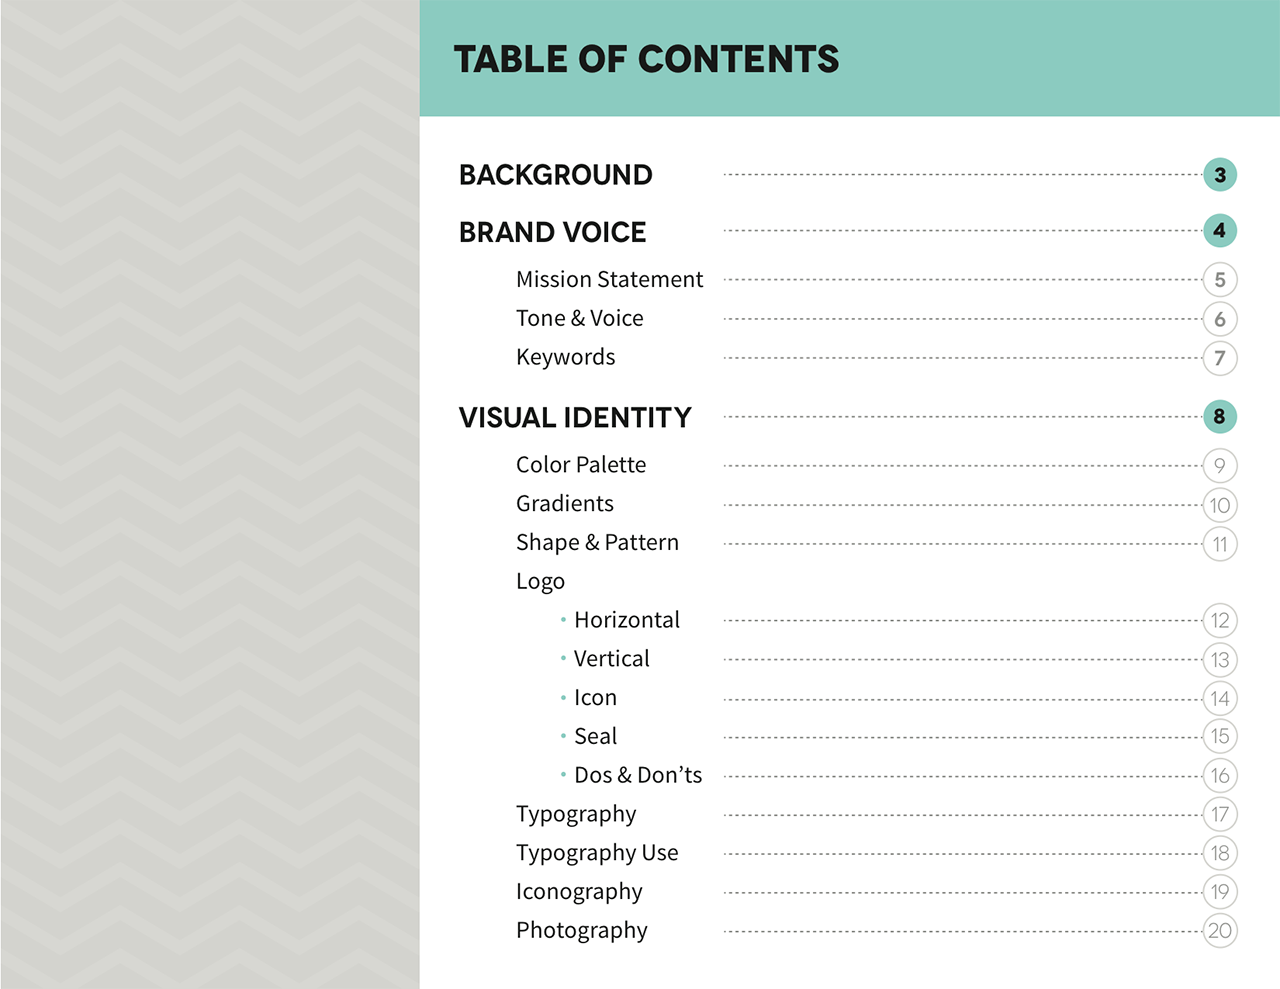 TABLE OF CONTENTS
BACKGROUND 3
BRAND VOICE 4
Mission Statement 5
Tone & Voice 6
Keywords 7
VISUAL IDENTITY 8
Color Palette 9
Gradients 10
Shape & Pattern 11
Logo
• Horizontal 12
• Vertical 13
• Icon 14
• Seal 15
• Dos & Don’ts 16
Typography 17
Typography Use 18
Iconography 19
Photography 20